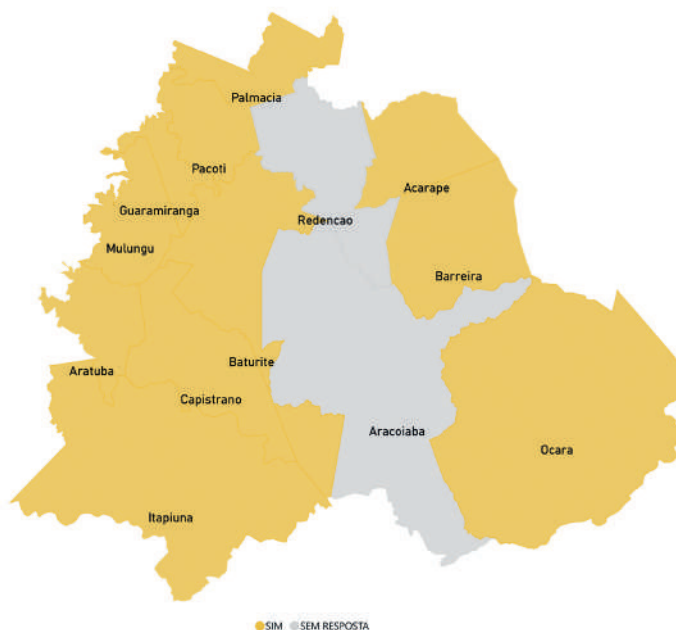 Palmacia
Pacoti
Acarape
Guaramiranga
Redencao
Mulungu
Barreira
Baturite
Aratuba
Capistrano
Aracoiaba
Ocara
Itapiuna
SIM SEM RESPOSTA